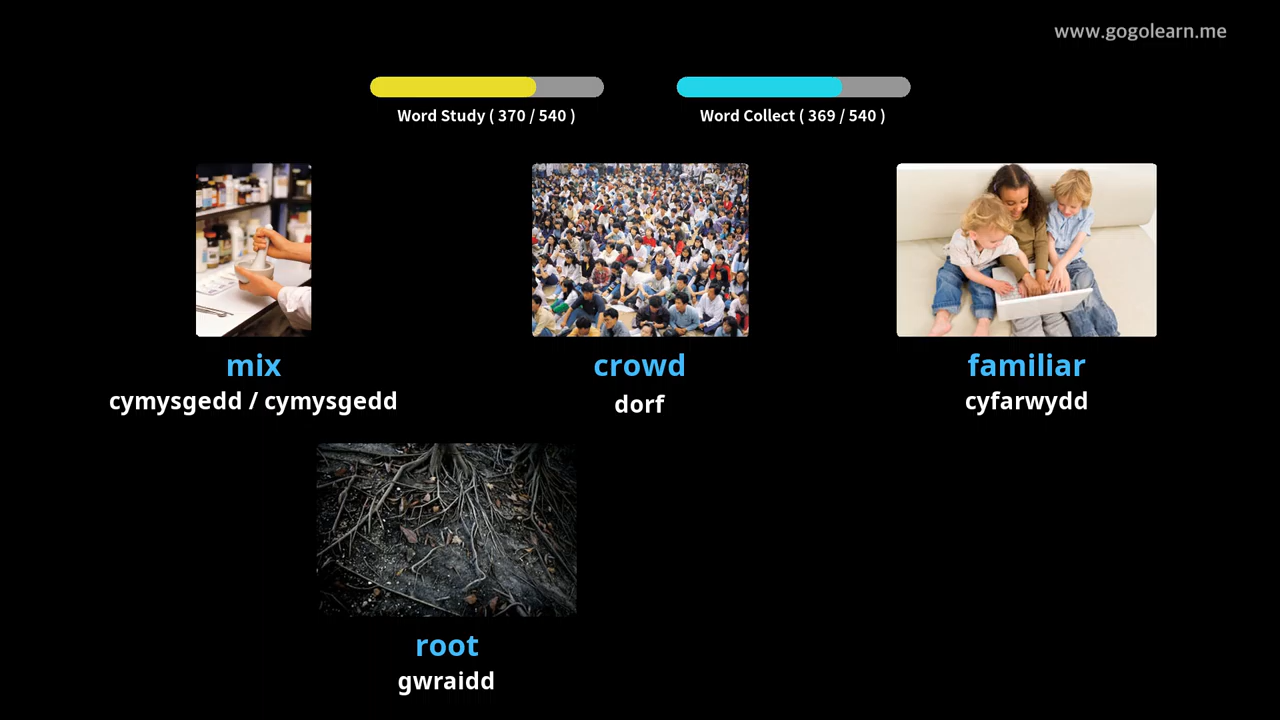 www.gogolearn.me
Word Study ( 370 / 540 )
Word Collect ( 369 / 540 )
mix
cymysgedd / cymysgedd
crowd
dorf
familiar
cyfarwydd
root
gwraidd